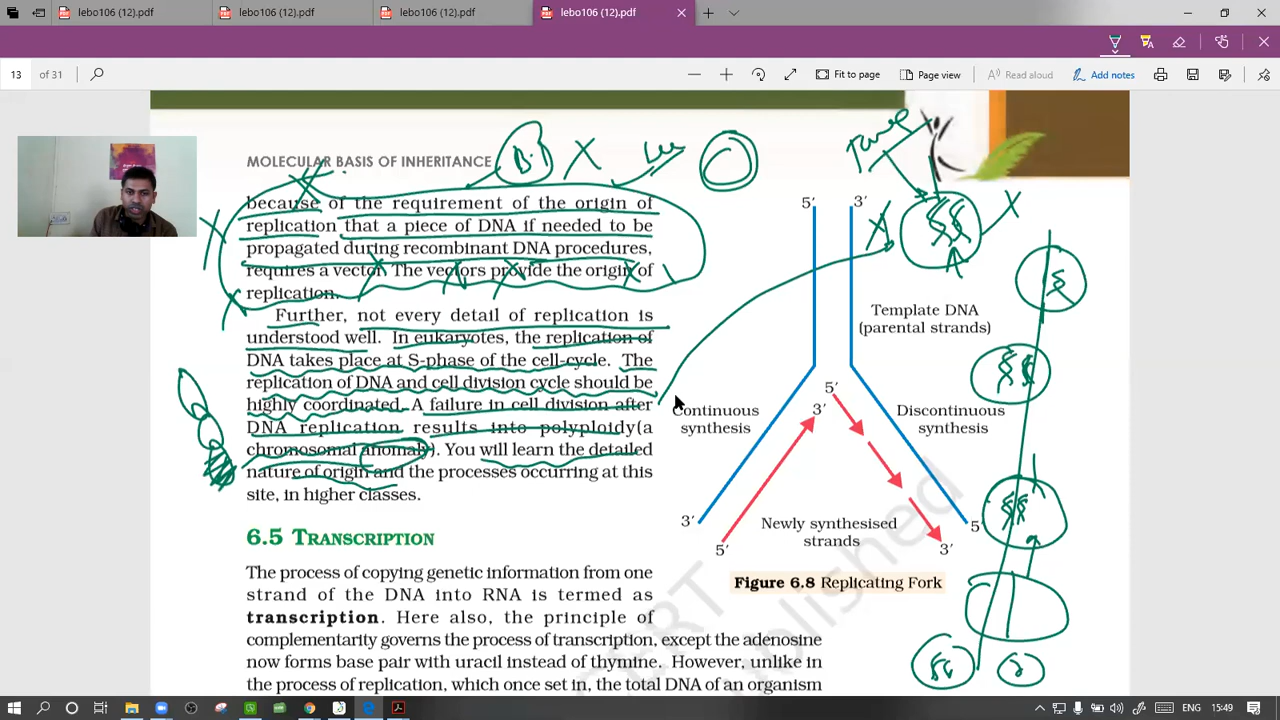 lebo106 (12).pdf
lebo106 (12).pdf
lebo106 (12).pdf
lebo106 (12).pdf
13 of 31
Fit to page
Page view
Read aloud
Add notes
MOLECULAR BASIS OF INHERITANCE
because of the requirement of the origin of
replication that a piece of DNA if needed to be
propagated during recombinant DNA procedures,
requires a vector. The vectors provide the origin of
replication.
Further, not every detail of replication is
understood well. In eukaryotes, the replication of
DNA takes place at S-phase of the cell-cycle. The
replication of DNA and cell division cycle should be
highly coordinated. A failure in cell division after
DNA replication results into polyploidy(a
chromosomal anomaly). You will learn the detailed
nature of origin and the processes occurring at this
site, in higher classes.
6.5 TRANSCRIPTION
The process of copying genetic information from one
strand of the DNA into RNA is termed as
transcription. Here also, the principle of
complementarity governs the process of transcription, except the adenosine
now forms base pair with uracil instead of thymine. However, unlike in
the process of replication, which once set in, the total DNA of an organism
5′ 3′
Template DNA
(parental strands)
5′
3′
Continuous
synthesis
Discontinuous
synthesis
3′
5′
Newly synthesised
strands
5′
3′
Figure 6.8 Replicating Fork
ENG
15:49